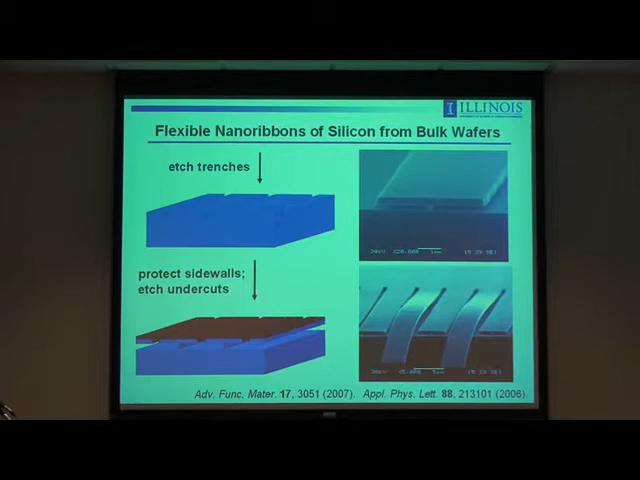 ILLINOIS
Flexible Nanoribbons of Silicon from Bulk Wafers
etch trenches
protect sidewalls;
etch undercuts
Adv. Func. Mater. 17, 3051 (2007). Appl. Phys. Lett. 88, 213101 (2006).